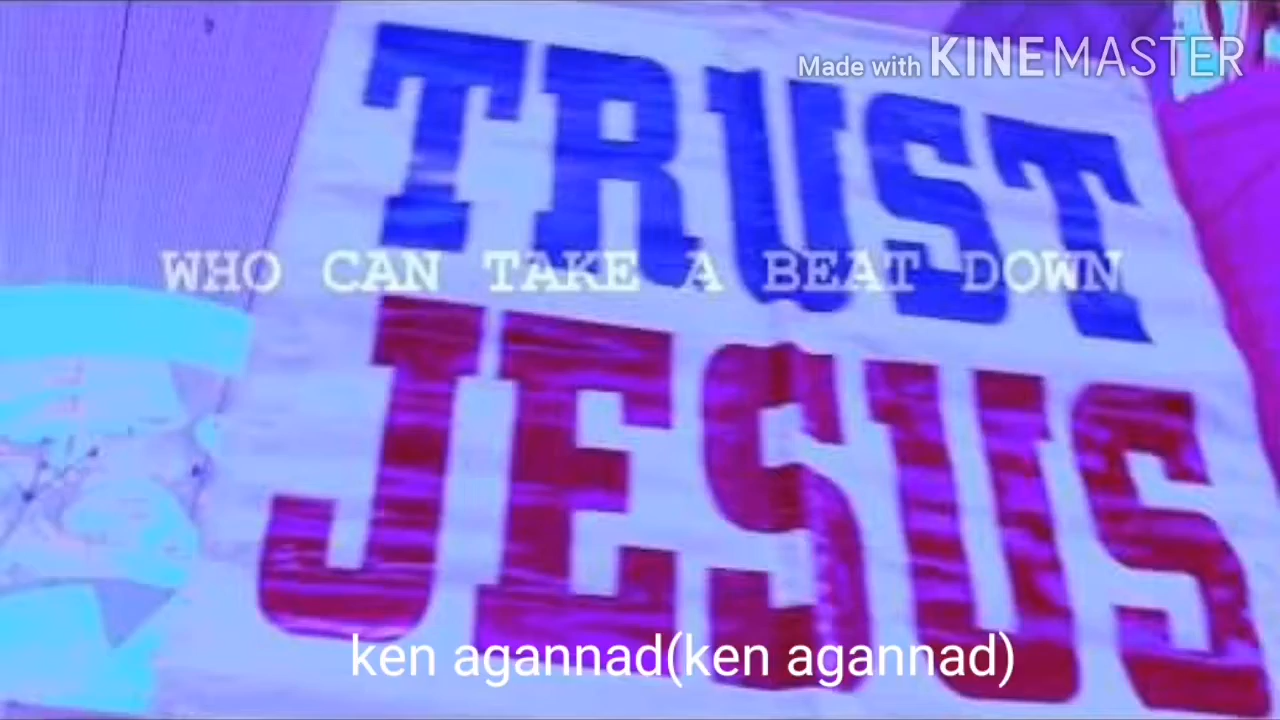 Made with KINEMASTER
TRUST
WHO CAN TAKE A BEAT DOWN
JESUS
ken agannad(ken agannad)